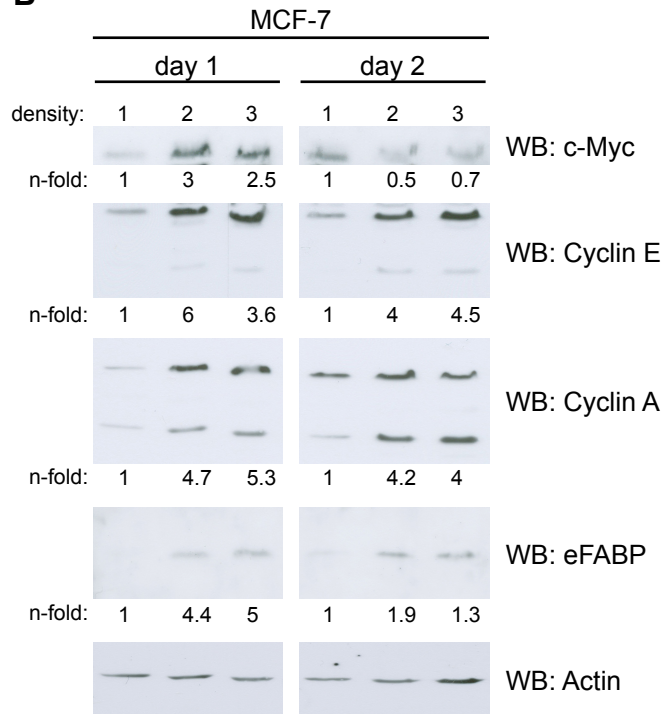 B
MCF-7
day 1 day 2
density: 1 2 3 1 2 3
WB: c-Myc
n-fold: 1 3 2.5 1 0.5 0.7
WB: Cyclin E
n-fold: 1 6 3.6 1 4 4.5
WB: Cyclin A
n-fold: 1 4.7 5.3 1 4.2 4
WB: eFABP
n-fold: 1 4.4 5 1 1.9 1.3
WB: Actin